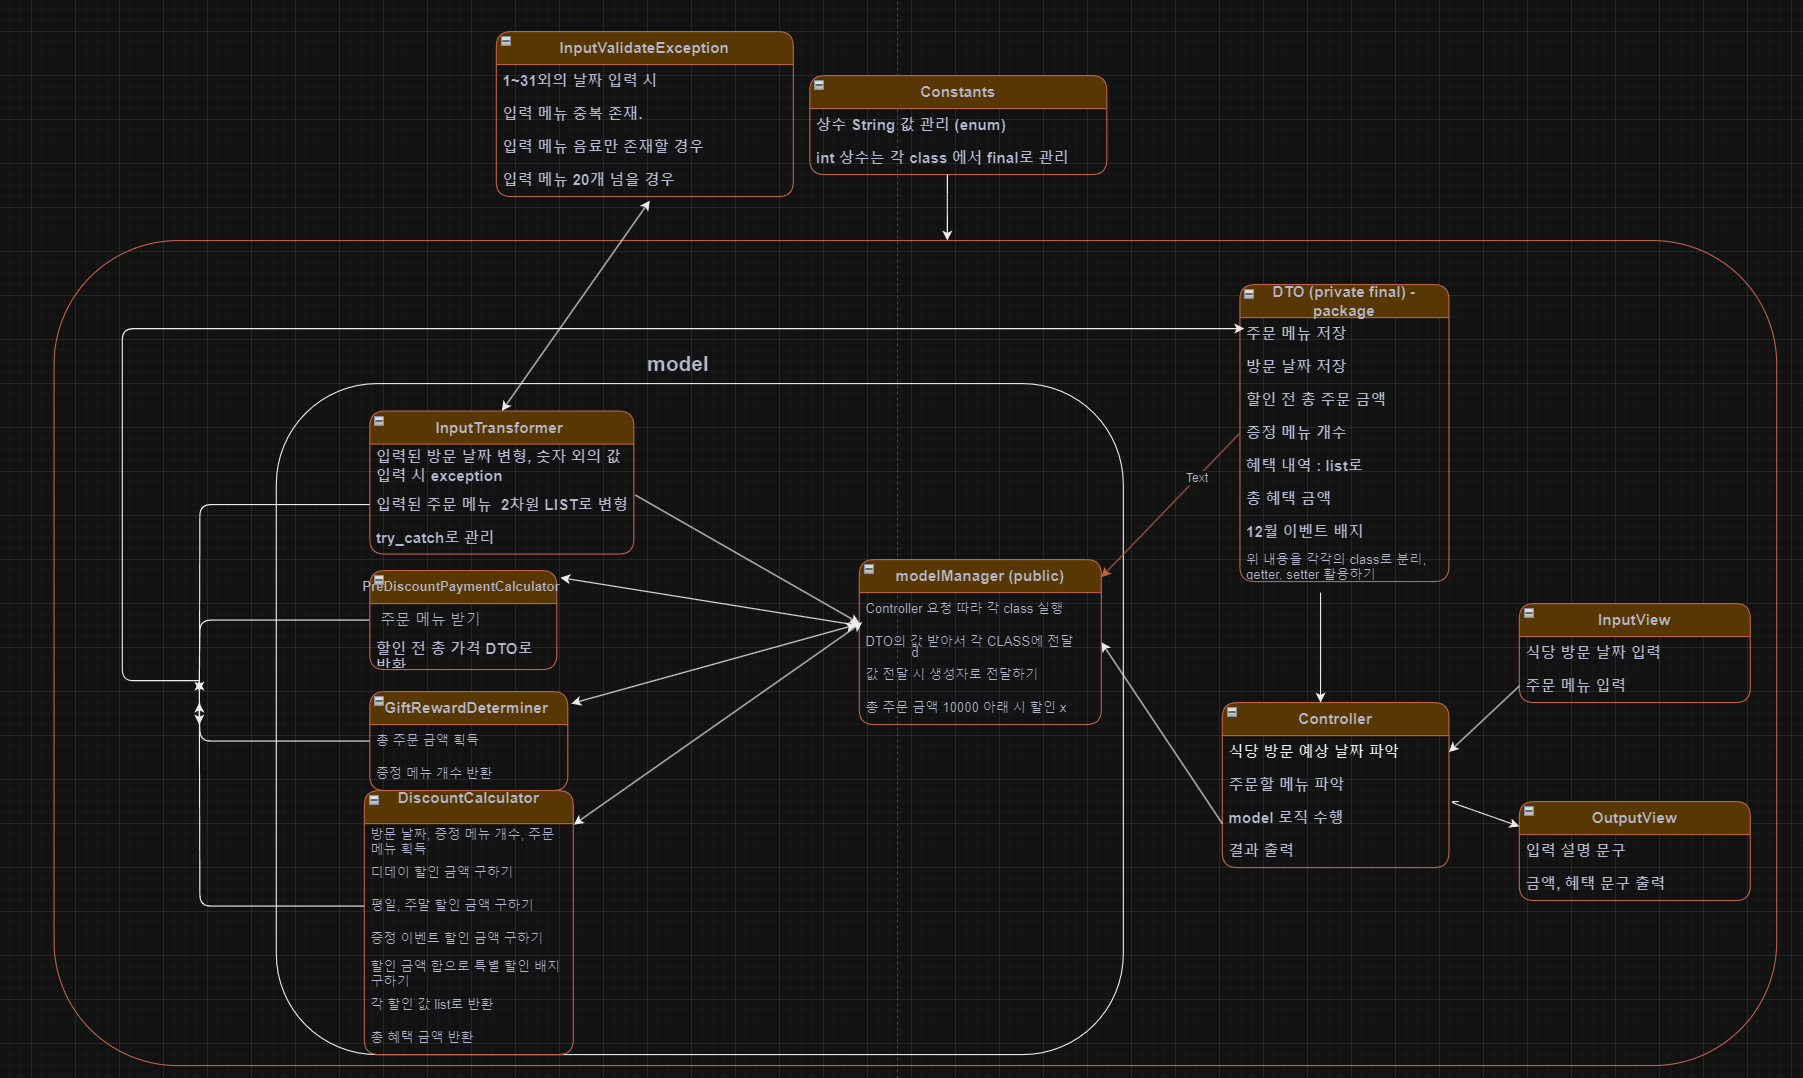 InputValidateException
1~31외의 날짜 입력 시
입력 메뉴 중복 존재.
입력 메뉴 음료만 존재할 경우
입력 메뉴 20개 넘을 경우
Constants
상수 String 값 관리 (enum)
int 상수는 각 class 에서 final로 관리
model
InputTransformer
입력된 방문 날짜 변형, 숫자 외의 값
입력 시 exception
입력된 주문 메뉴 2차원 LIST로 변형
try_catch로 관리
PreDiscountPaymentCalculator
주문 메뉴 받기
할인 전 총 가격 DTO로
반환
GiftRewardDeterminer
총 주문 금액 획득
증정 메뉴 개수 반환
DiscountCalculator
방문 날짜, 증정 메뉴 개수, 주문
메뉴 획득
디데이 할인 금액 구하기
평일, 주말 할인 금액 구하기
증정 이벤트 할인 금액 구하기
할인 금액 합으로 특별 할인 배지
구하기
각 할인 값 list로 반환
총 혜택 금액 반환
modelManager (public)
Controller 요청 따라 각 class 실행
DTO의 값 받아서 각 CLASS에 전달
d
값 전달 시 생성자로 전달하기
총 주문 금액 10000 아래 시 할인 x
Text
DTO (private final) -
package
주문 메뉴 저장
방문 날짜 저장
할인 전 총 주문 금액
증정 메뉴 개수
혜택 내역 : list로
총 혜택 금액
12월 이벤트 배지
위 내용을 각각의 class로 분리,
getter. setter 활용하기
Controller
식당 방문 예상 날짜 파악
주문할 메뉴 파악
model 로직 수행
결과 출력
InputView
식당 방문 날짜 입력
주문 메뉴 입력
OutputView
입력 설명 문구
금액, 혜택 문구 출력